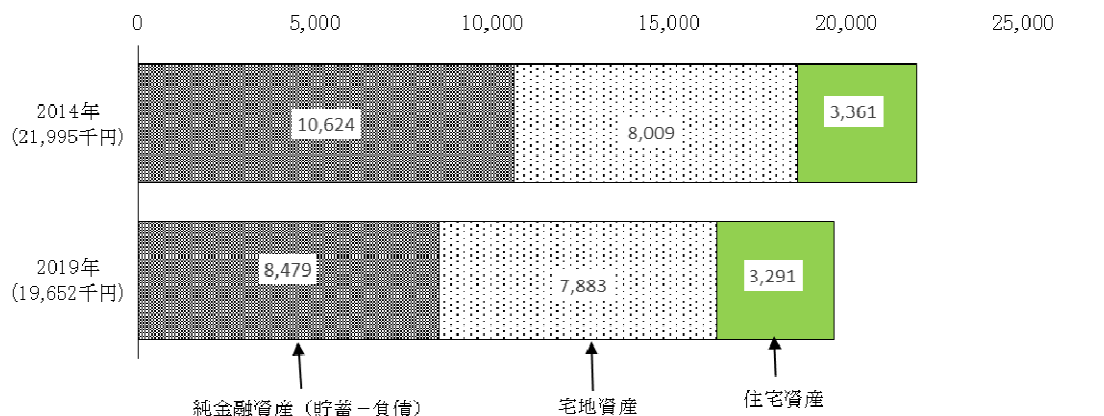 0 5,000 10,000 15,000 20,000 25,000
2014年
(21,995千円)
10,624
8,009
3,361
2019年
(19,652千円)
8,479
7,883
3,291
純金融資産（貯蓄－負債）
宅地資産
住宅資産